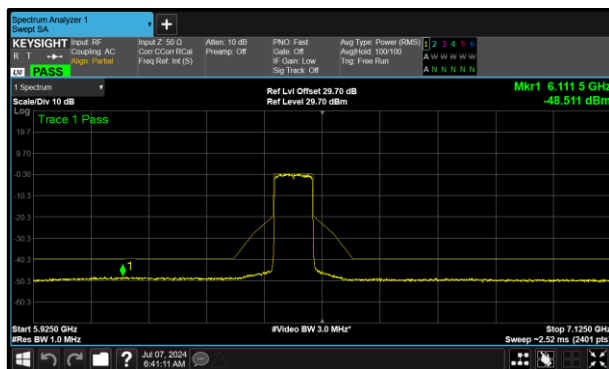 Spectrum Analyzer 1
Swept SA
KEYSIGHT
R T
LXI
PASS
Input: RF
Coupling: AC
Align: Partial
Input Z: 50 Ω
Corr CCorr RCal
Freq Ref: Int (S)
Atten: 10 dB
Preamp: Off
PNO: Fast
Gate: Off
IF Gain: Low
Sig Track: Off
Avg Type: Power (RMS)
Avg|Hold: 100/100
Trig: Free Run
1 2 3 4 5 6
A W W W W W
A N N N N N
1 Spectrum
Scale/Div 10 dB
Ref Lvl Offset 29.70 dB
Ref Level 29.70 dBm
Mkr1 6.111 5 GHz
-48.511 dBm
Log
Trace 1 Pass
19.7
9.70
-0.30
-10.3
-20.3
-30.3
-40.3
-50.3
-60.3
1
Start 5.9250 GHz
#Res BW 1.0 MHz
#Video BW 3.0 MHz*
Stop 7.1250 GHz
Sweep ~2.52 ms (2401 pts)
?
Jul 07, 2024
6:41:11 AM